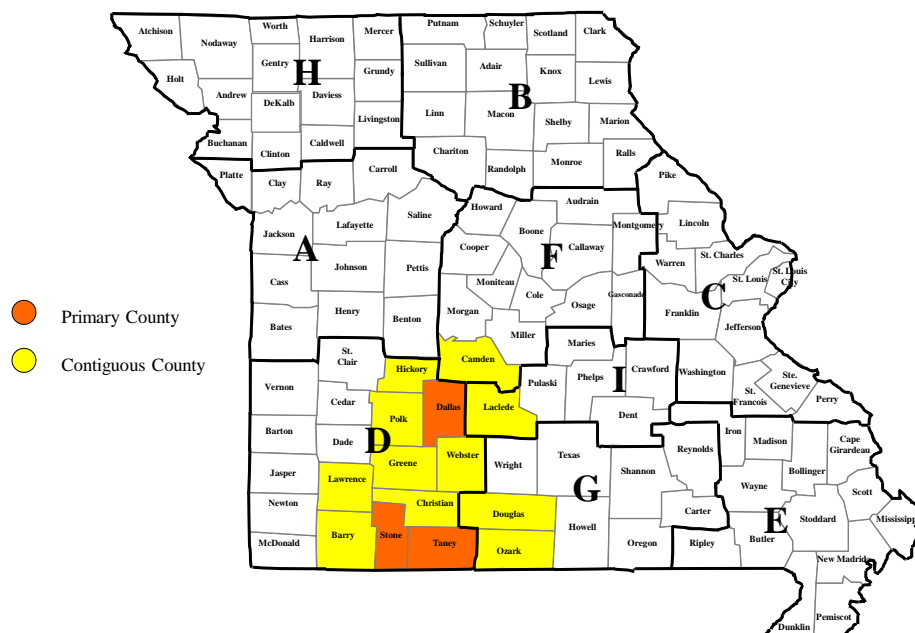 Putnam
Schuyler
Scotland
Clark
Atchison
Nodaway
Worth
Harrison
Mercer
Sullivan
Adair
Knox
Gentry
H
Grundy
Holt
Lewis
Andrew
DeKalb
Daviess
B
Linn
Macon
Livingston
Shelby
Marion
Buchanan
Clinton
Caldwell
Chariton
Randolph
Monroe
Ralls
Platte
Clay
Ray
Carroll
Pike
Howard
Audrain
Saline
Lafayette
Boone
Montgomery
Lincoln
Jackson
A
Cooper
F
Callaway
St. Charles
Warren
Johnson
Pettis
Cass
Moniteau
Cole
St. Louis
St. Louis
City
C
Osage
Gasconade
Henry
Benton
Morgan
Franklin
Jefferson
Bates
Miller
Maries
Primary County
Contiguous County
St.
Clair
Hickory
Camden
Pulaski
Phelps
I
Crawford
Washington
Ste.
Genevieve
St.
Francois
Perry
Vernon
Cedar
Polk
Dallas
Laclede
Dent
Barton
Dade
D
Iron
Madison
Cape
Girardeau
Greene
Webster
Wright
Texas
Shannon
Reynolds
Bollinger
Jasper
Lawrence
G
Wayne
Scott
Newton
Christian
Douglas
Carter
E
Stoddard
Mississippi
McDonald
Barry
Stone
Taney
Ozark
Howell
Oregon
Ripley
Butler
New Madrid
Pemiscot
Dunklin